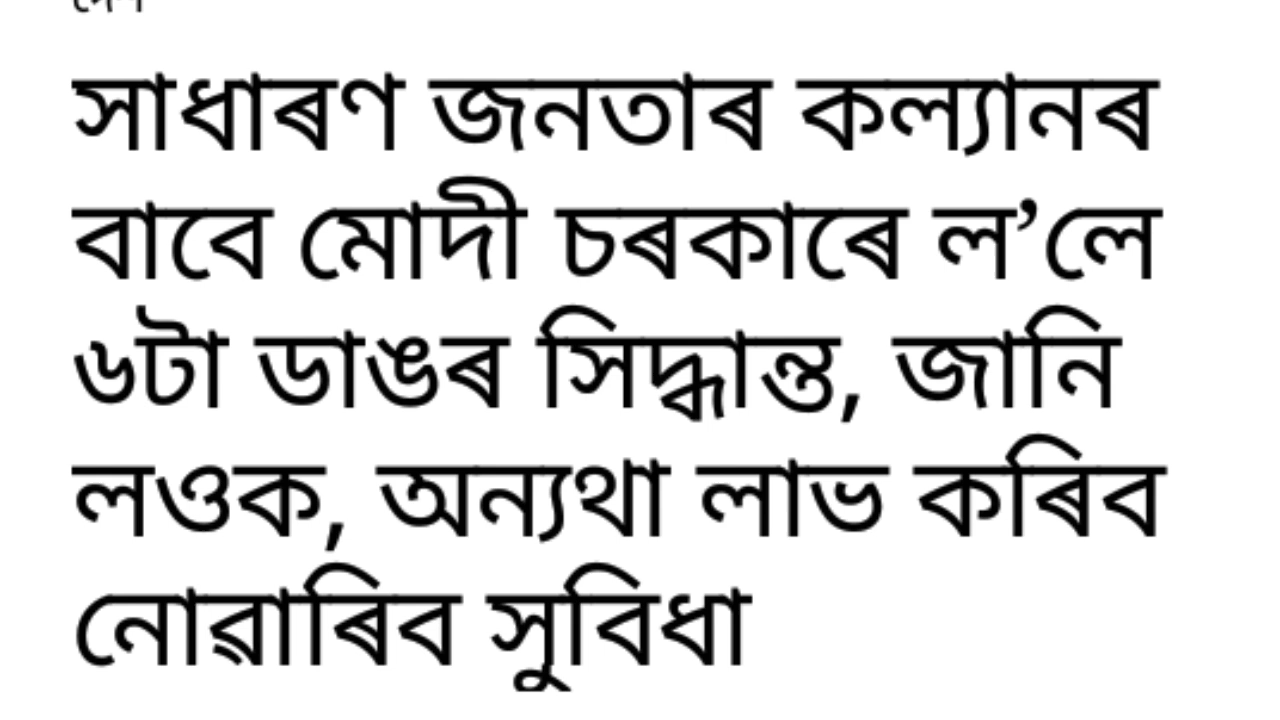 সাধাৰণ জনতাৰ কল্যানৰ
বাবে মোদী চৰকাৰে ল’লে
৬টা ডাঙৰ সিদ্ধান্ত, জানি
লওক, অন্যথা লাভ কৰিব
নোৱাৰিব সুবিধা